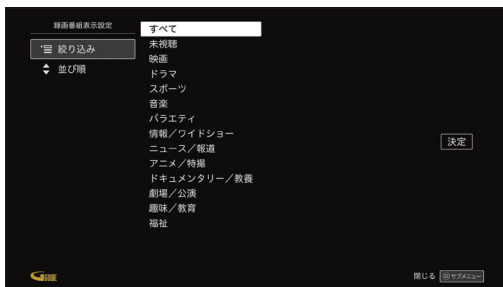 録画番組表示設定
絞り込み
並び順
すべて
未視聴
映画
ドラマ
スポーツ
音楽
バラエティ
情報／ワイドショー
ニュース／報道
アニメ／特撮
ドキュメンタリー／教養
劇場／公演
趣味／教育
福祉
決定
G GUIDE
閉じる サブメニュー